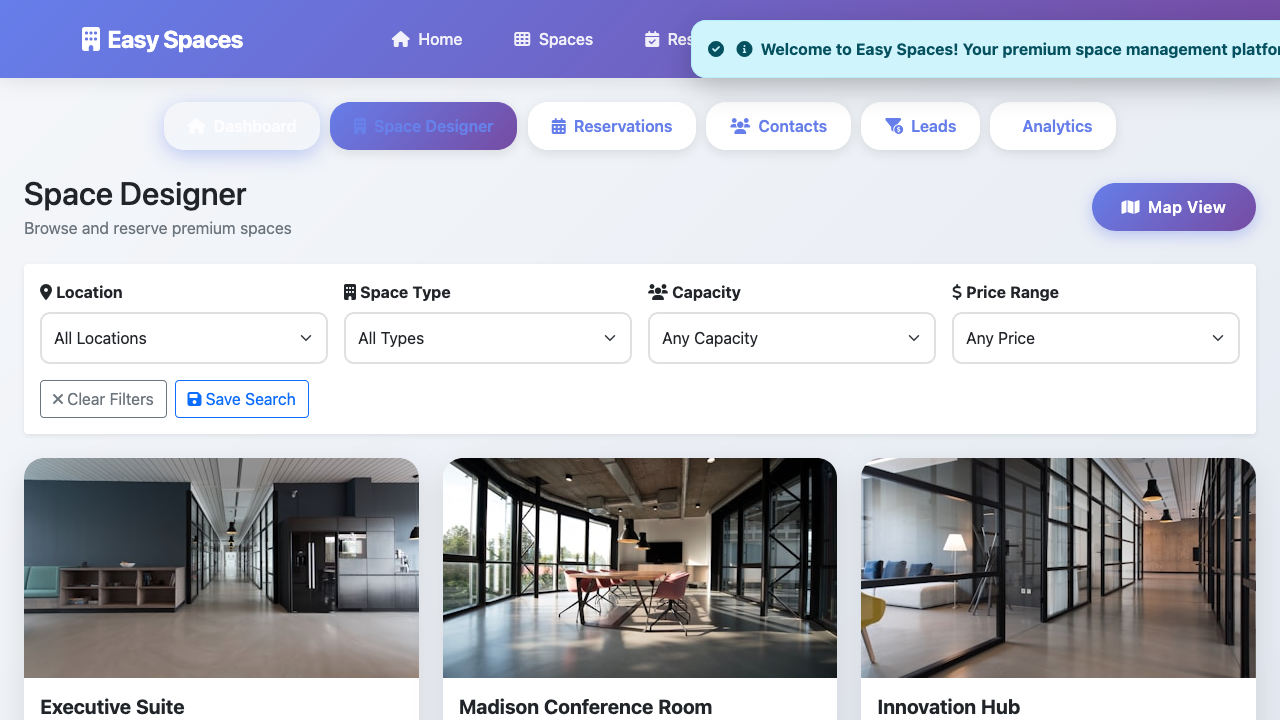 Easy Spaces
Home
Spaces
Res
Welcome to Easy Spaces! Your premium space management platfor
Dashboard
Space Designer
Reservations
Contacts
Leads
Analytics
Space Designer
Browse and reserve premium spaces
Map View
Location
Space Type
Capacity
Price Range
All Locations
All Types
Any Capacity
Any Price
Clear Filters
Save Search
Executive Suite
Madison Conference Room
Innovation Hub